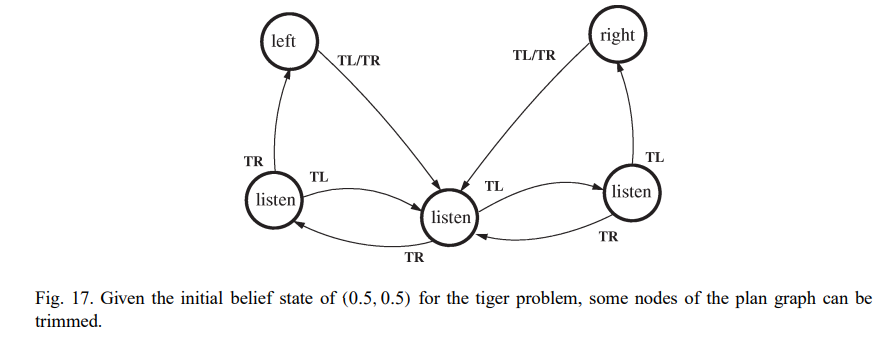 left
right
TL/TR
TL/TR
TR
TL
TL
TL
listen
listen
listen
TR
TR
Fig. 17. Given the initial belief state of (0.5, 0.5) for the tiger problem, some nodes of the plan graph can be
trimmed.